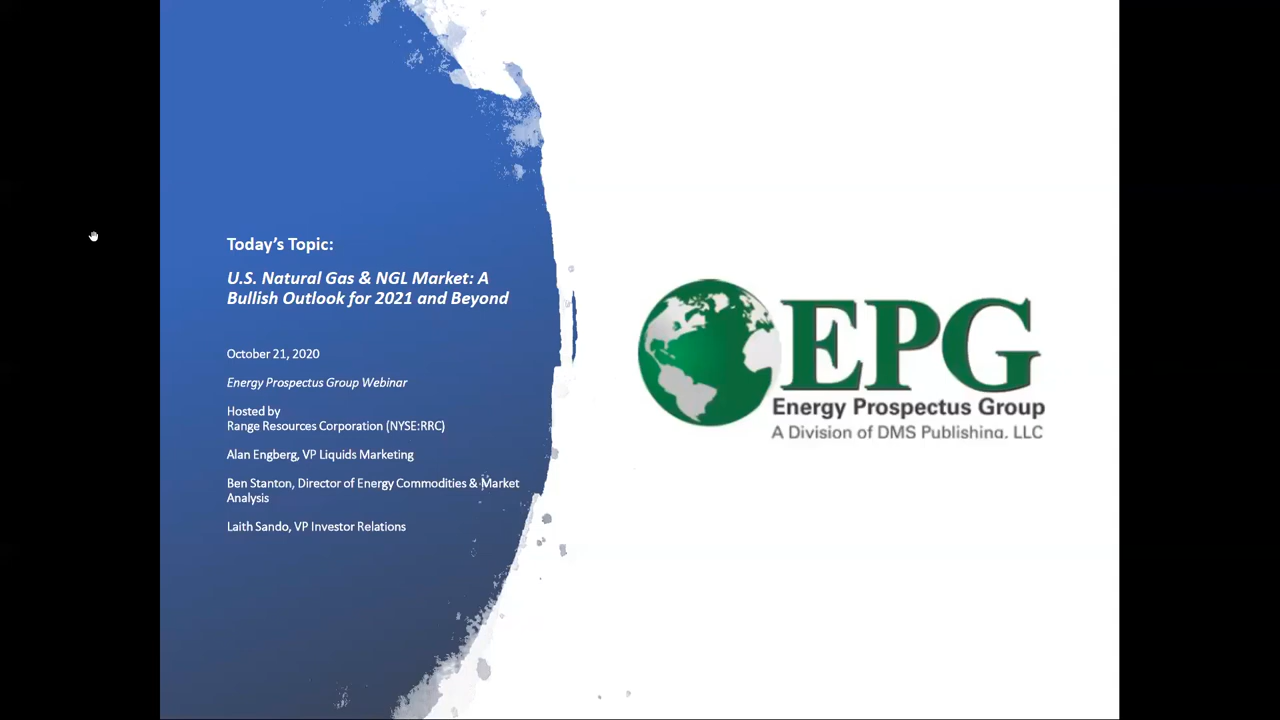 Today's Topic:
U.S. Natural Gas & NGL Market: A
Bullish Outlook for 2021 and Beyond
October 21, 2020
Energy Prospectus Group Webinar
Hosted by
Range Resources Corporation (NYSE:RRC)
Alan Engberg, VP Liquids Marketing
Ben Stanton, Director of Energy Commodities & Market
Analysis
Laith Sando, VP Investor Relations
EPG
Energy Prospectus Group
A Division of DMS Publishing, LLC